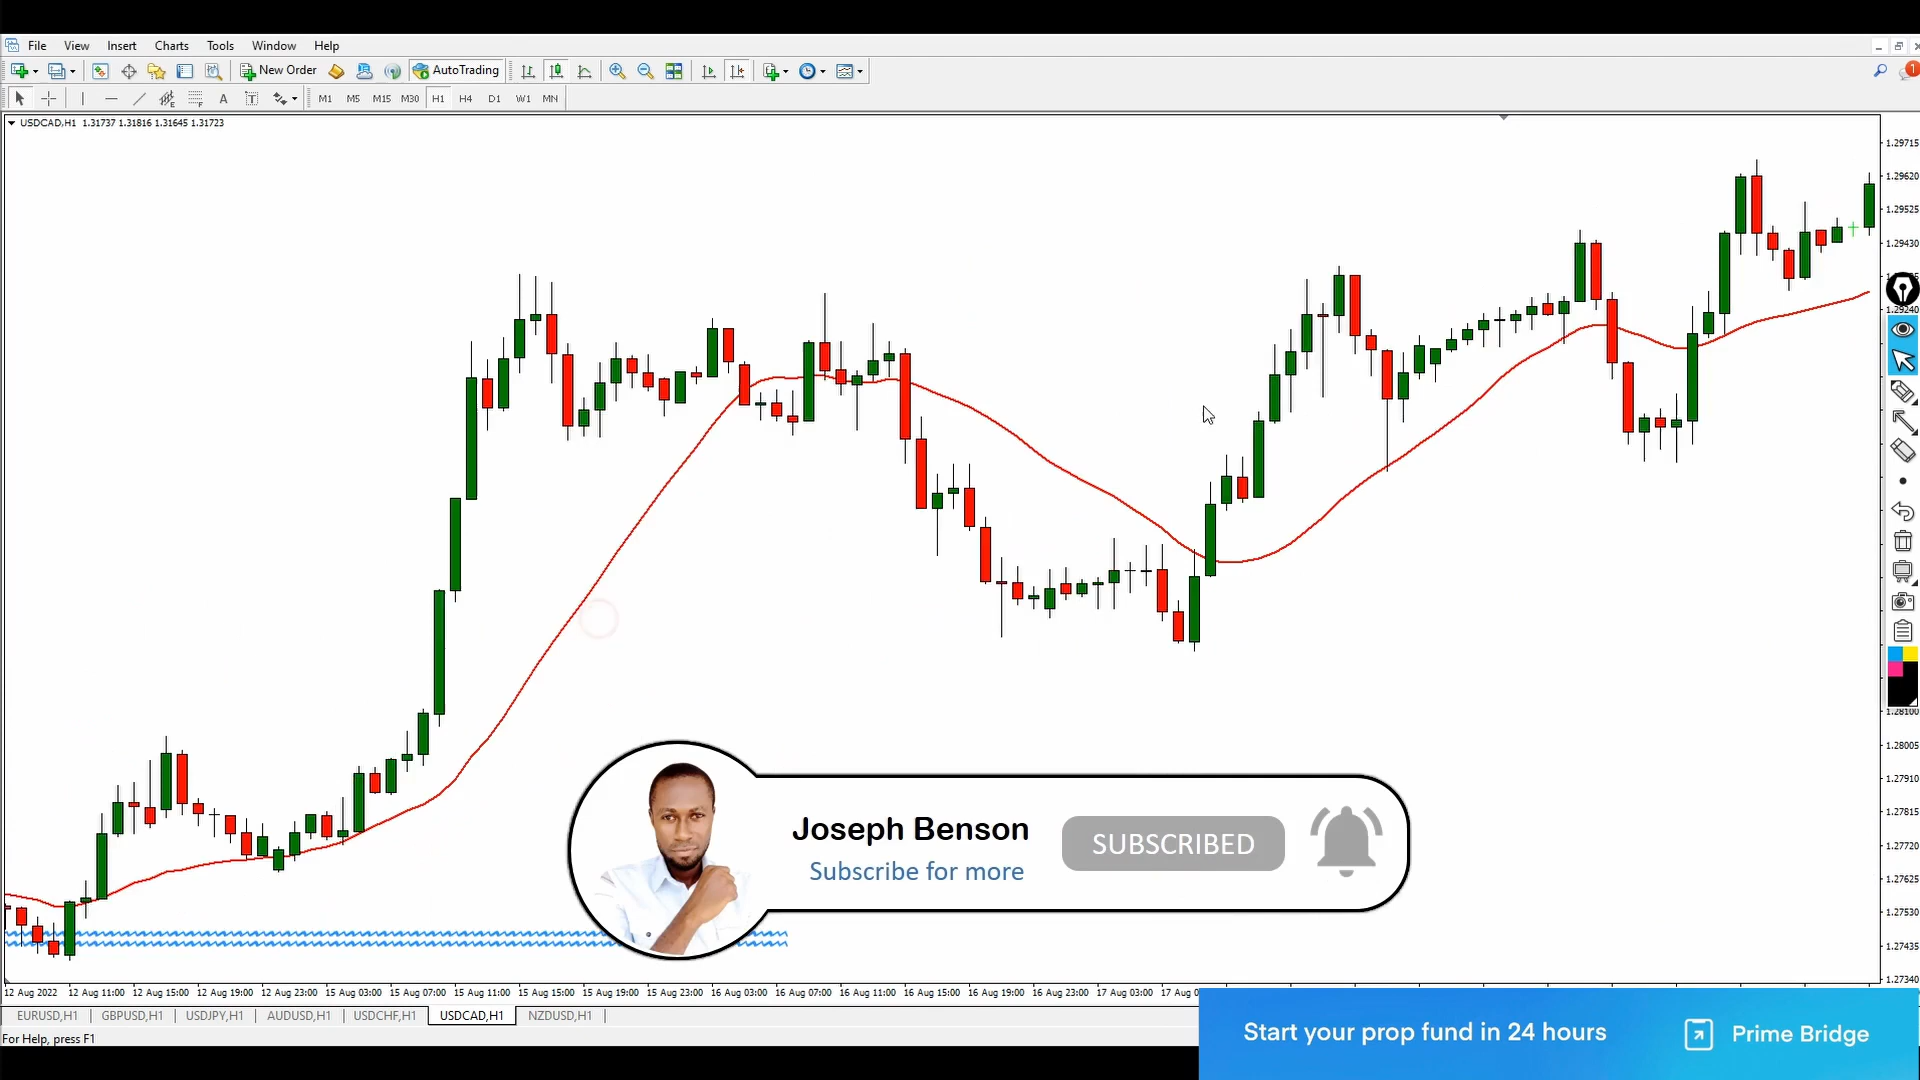 File View Insert Charts Tools Window Help
New Order AutoTrading 1
A T M1 M5 M15 M30 H1 H4 D1 W1 MN
USDCAD,H1 1.31737 1.31816 1.31645 1.31723
1.29715
1.29620
1.29525
1.29430
1.29240
1.28100
1.28005
1.27910
1.27815
1.27720
1.27625
1.27530
1.27435
1.27340
Joseph Benson
Subscribe for more
SUBSCRIBED
12 Aug 2022 12 Aug 11:00 12 Aug 15:00 12 Aug 19:00 12 Aug 23:00 15 Aug 03:00 15 Aug 07:00 15 Aug 11:00 15 Aug 15:00 15 Aug 19:00 15 Aug 23:00 16 Aug 03:00 16 Aug 07:00 16 Aug 11:00 16 Aug 15:00 16 Aug 19:00 16 Aug 23:00 17 Aug 03:00 17 Aug
EURUSD,H1 GBPUSD,H1 USDJPY,H1 AUDUSD,H1 USDCHF,H1 USDCAD,H1 NZDUSD,H1
For Help, press F1
Start your prop fund in 24 hours
Prime Bridge